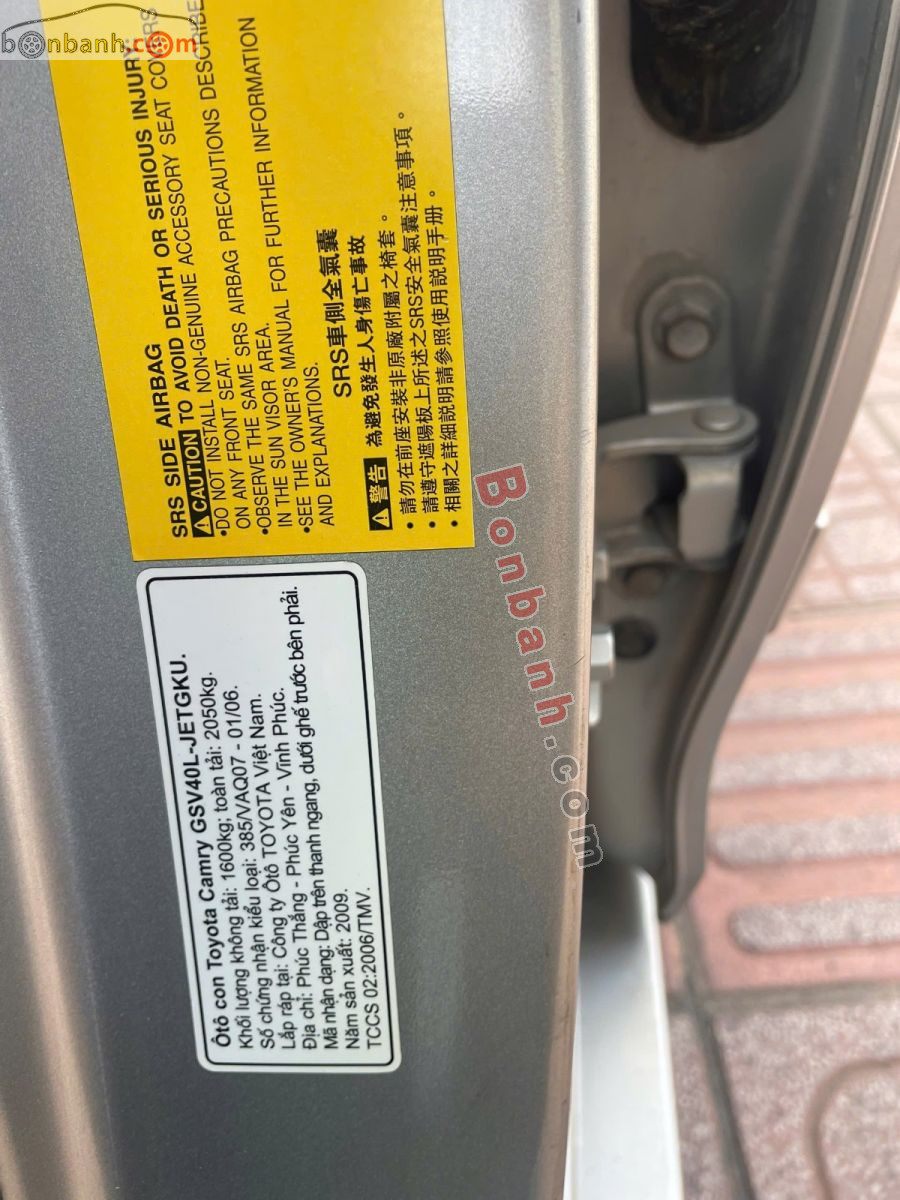 bonbanh.com
SRS SIDE AIRBAG
CAUTION TO AVOID DEATH OR SERIOUS INJURY
•DO NOT INSTALL NON-GENUINE ACCESSORY SEAT COVERS
ON ANY FRONT SEAT.
•OBSERVE THE SAME SRS AIRBAG PRECAUTIONS DESCRIBE
IN THE SUN VISOR AREA.
•SEE THE OWNER'S MANUAL FOR FURTHER INFORMATION
AND EXPLANATIONS.
SRS車側全氣囊
警告 為避免發生人身傷亡事故
•請勿在前座安裝非原廠附屬之椅套。
•請遵守遮陽板上所述之SRS安全氣囊注意事項。
•相關之詳細説明請參照使用説明手册。
Ôtô con Toyota Camry GSV40L-JETGKU.
Khối lượng không tải: 1600kg; toàn tải: 2050kg.
Số chứng nhận kiểu loại: 385/VAQ07 - 01/06.
Lắp ráp tại: Công ty Ôtô TOYOTA Việt Nam.
Địa chỉ: Phúc Thắng - Phúc Yên - Vĩnh Phúc.
Mã nhận dạng: Dập trên thanh ngang, dưới ghế trước bên phải.
Năm sản xuất: 2009.
TCCS 02:2006/TMV.
Bonbanh.com